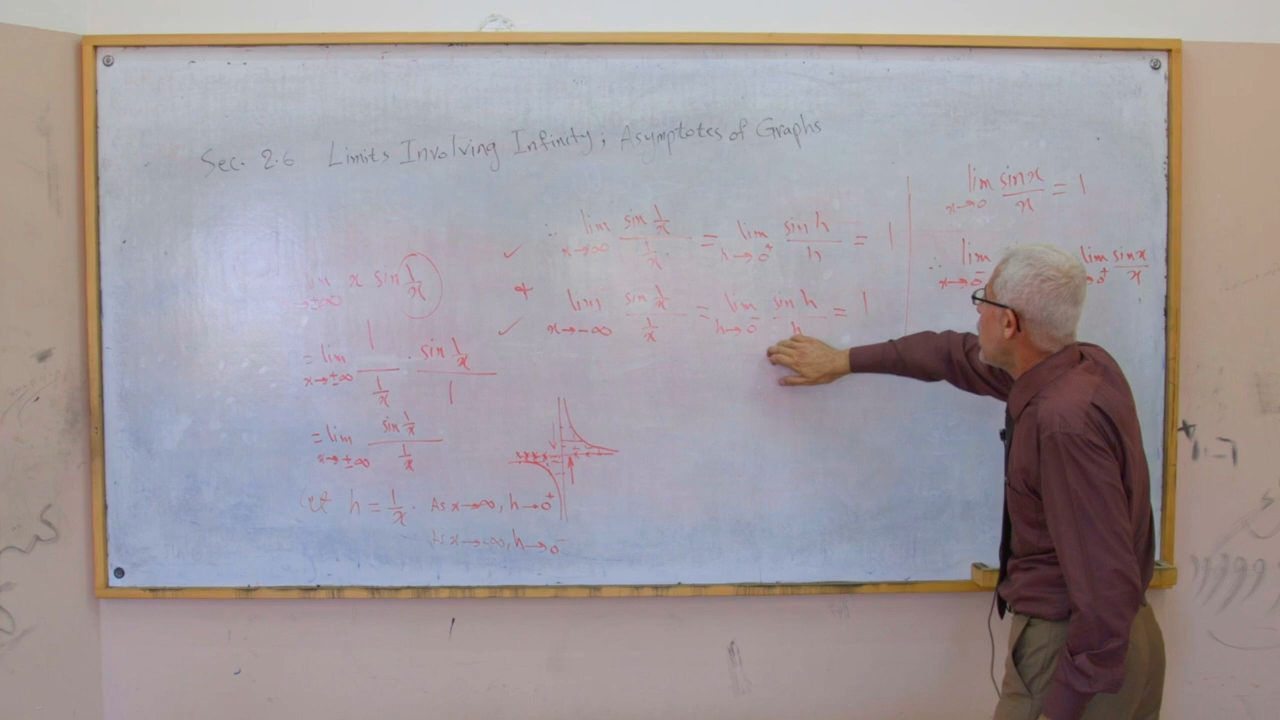 Sec. 2.6 Limits Involving Infinity; Asymptotes of Graphs
lim x→±∞ x sin 1/x
= lim x→±∞ 1/(1/x) · (sin 1/x)/1
= lim x→±∞ (sin 1/x)/(1/x)
Let h = 1/x. As x→∞, h→0⁺
As x→-∞, h→0⁻
✓ ∴ lim x→∞ (sin 1/x)/(1/x) = lim h→0⁺ (sin h)/h = 1
+
✓ lim x→-∞ (sin 1/x)/(1/x) = lim h→0⁻ (sin h)/h = 1
lim x→0 (sin x)/x = 1
∴ lim x→0⁻ lim x→0⁺ (sin x)/x